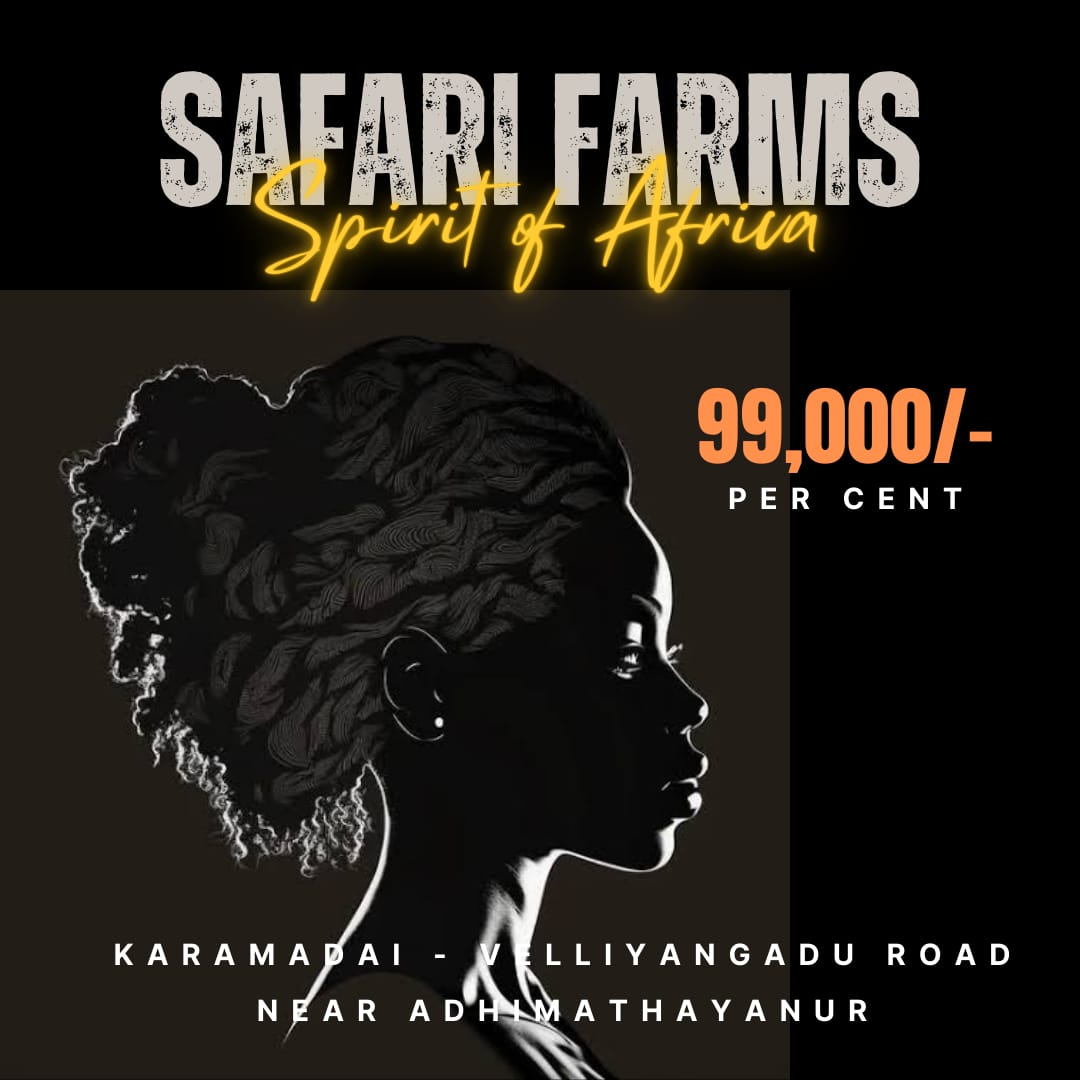 SAFARI FARMS
Spirit of Africa
99,000/-
PER CENT
KARAMADAI - VELLIYANGADU ROAD
NEAR ADHIMATHAYANUR